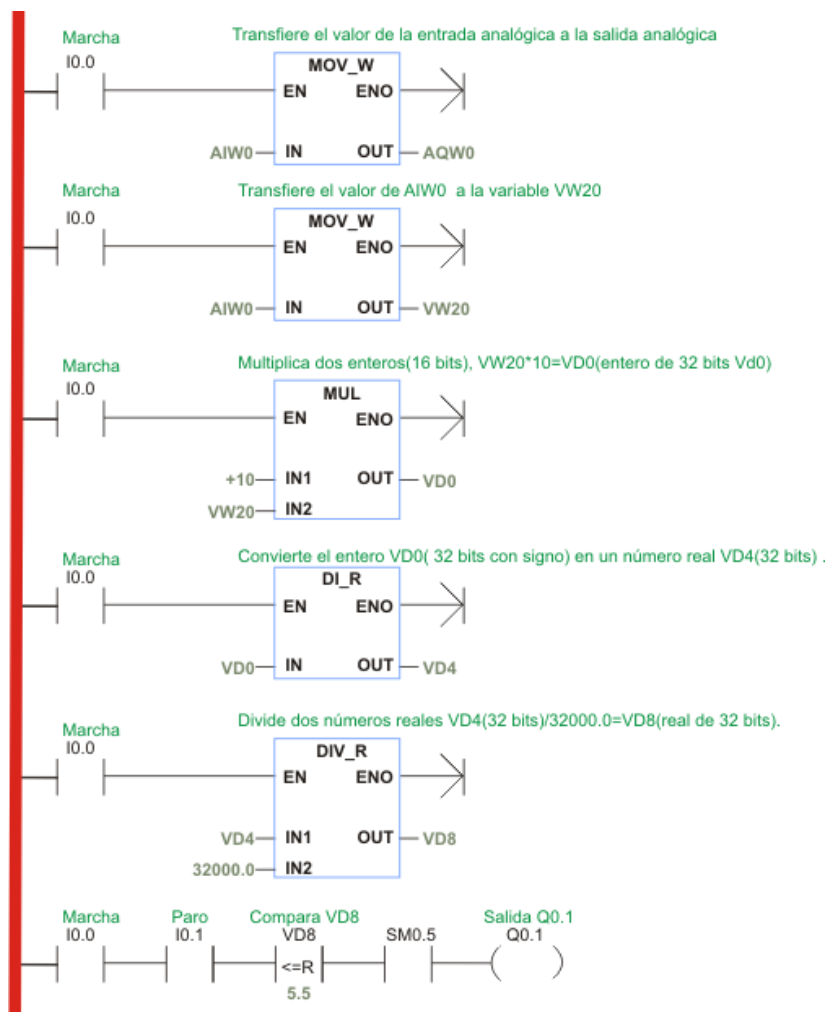 Marcha Transfiere el valor de la entrada analógica a la salida analógica
I0.0 MOV_W
EN ENO
AIW0 IN OUT AQW0
Marcha Transfiere el valor de AIW0 a la variable VW20
I0.0 MOV_W
EN ENO
AIW0 IN OUT VW20
Marcha Multiplica dos enteros(16 bits), VW20*10=VD0(entero de 32 bits Vd0)
I0.0 MUL
EN ENO
+10 IN1 OUT VD0
VW20 IN2
Marcha Convierte el entero VD0( 32 bits con signo) en un número real VD4(32 bits) .
I0.0 DI_R
EN ENO
VD0 IN OUT VD4
Marcha Divide dos números reales VD4(32 bits)/32000.0=VD8(real de 32 bits).
I0.0 DIV_R
EN ENO
VD4 IN1 OUT VD8
32000.0 IN2
Marcha Paro Compara VD8 Salida Q0.1
I0.0 I0.1 VD8 SM0.5 Q0.1
<=R
5.5